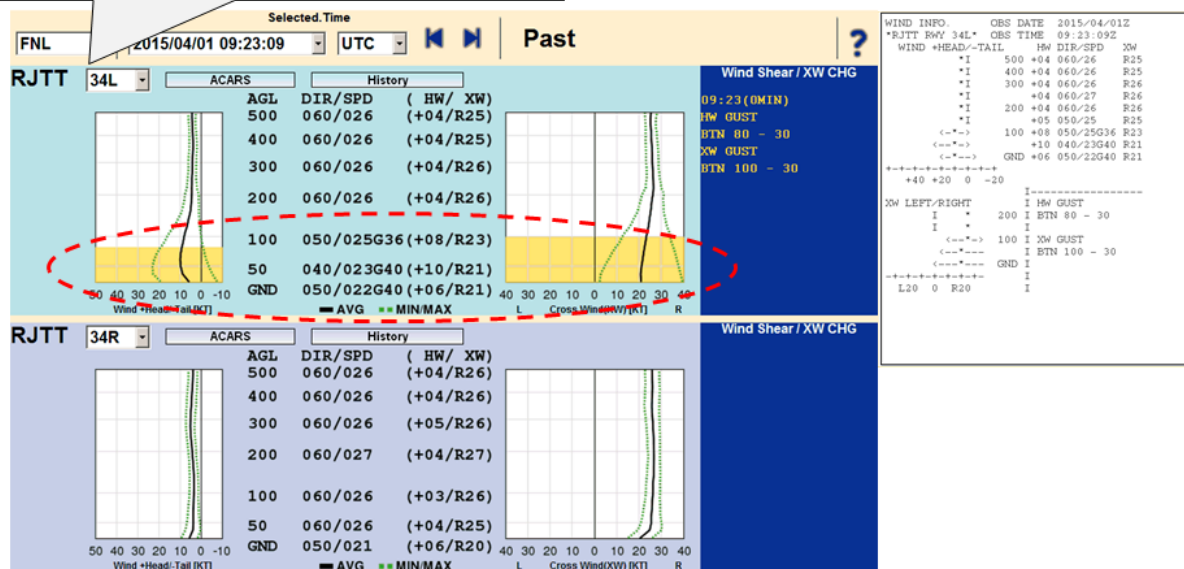 Selected.Time
FNL 2015/04/01 09:23:09 UTC Past ?
RJTT 34L ACARS History Wind Shear / XW CHG
AGL DIR/SPD ( HW/ XW)
500 060/026 (+04/R25)
400 060/026 (+04/R25)
300 060/026 (+04/R26)
200 060/026 (+04/R26)
100 050/025G36 (+08/R23)
50 040/023G40 (+10/R21)
GND 050/022G40 (+06/R21)
50 40 30 20 10 0 -10
Wind +Head/-Tail [KT]
AVG MIN/MAX
40 30 20 10 0 10 20 30 40
L Cross Wind(XW) [KT] R
09:23(0MIN)
HW GUST
BTN 80 - 30
XW GUST
BTN 100 - 30
RJTT 34R ACARS History Wind Shear / XW CHG
AGL DIR/SPD ( HW/ XW)
500 060/026 (+04/R26)
400 060/026 (+04/R26)
300 060/026 (+05/R26)
200 060/027 (+04/R27)
100 060/026 (+03/R26)
50 060/026 (+04/R25)
GND 050/021 (+06/R20)
50 40 30 20 10 0 -10
Wind +Head/-Tail [KT]
AVG MIN/MAX
40 30 20 10 0 10 20 30 40
L Cross Wind(XW) [KT] R
WIND INFO. OBS DATE 2015/04/01Z
*RJTT RWY 34L* OBS TIME 09:23:09Z
WIND +HEAD/-TAIL HW DIR/SPD XW
*I 500 +04 060/26 R25
*I 400 +04 060/26 R25
*I 300 +04 060/26 R26
*I +04 060/27 R26
*I 200 +04 060/26 R26
*I +05 050/25 R25
<-*-> 100 +08 050/25G36 R23
<--*--> +10 040/23G40 R21
<-*--> GND +06 050/22G40 R21
+-+-+-+-+-+-+-+
+40 +20 0 -20
I-----------------
XW LEFT/RIGHT I HW GUST
I * 200 I BTN 80 - 30
I * I
<--*-> 100 I XW GUST
<--*--- I BTN 100 - 30
<---*--- GND I
-+-+-+-+-+-+-+- I
L20 0 R20 I